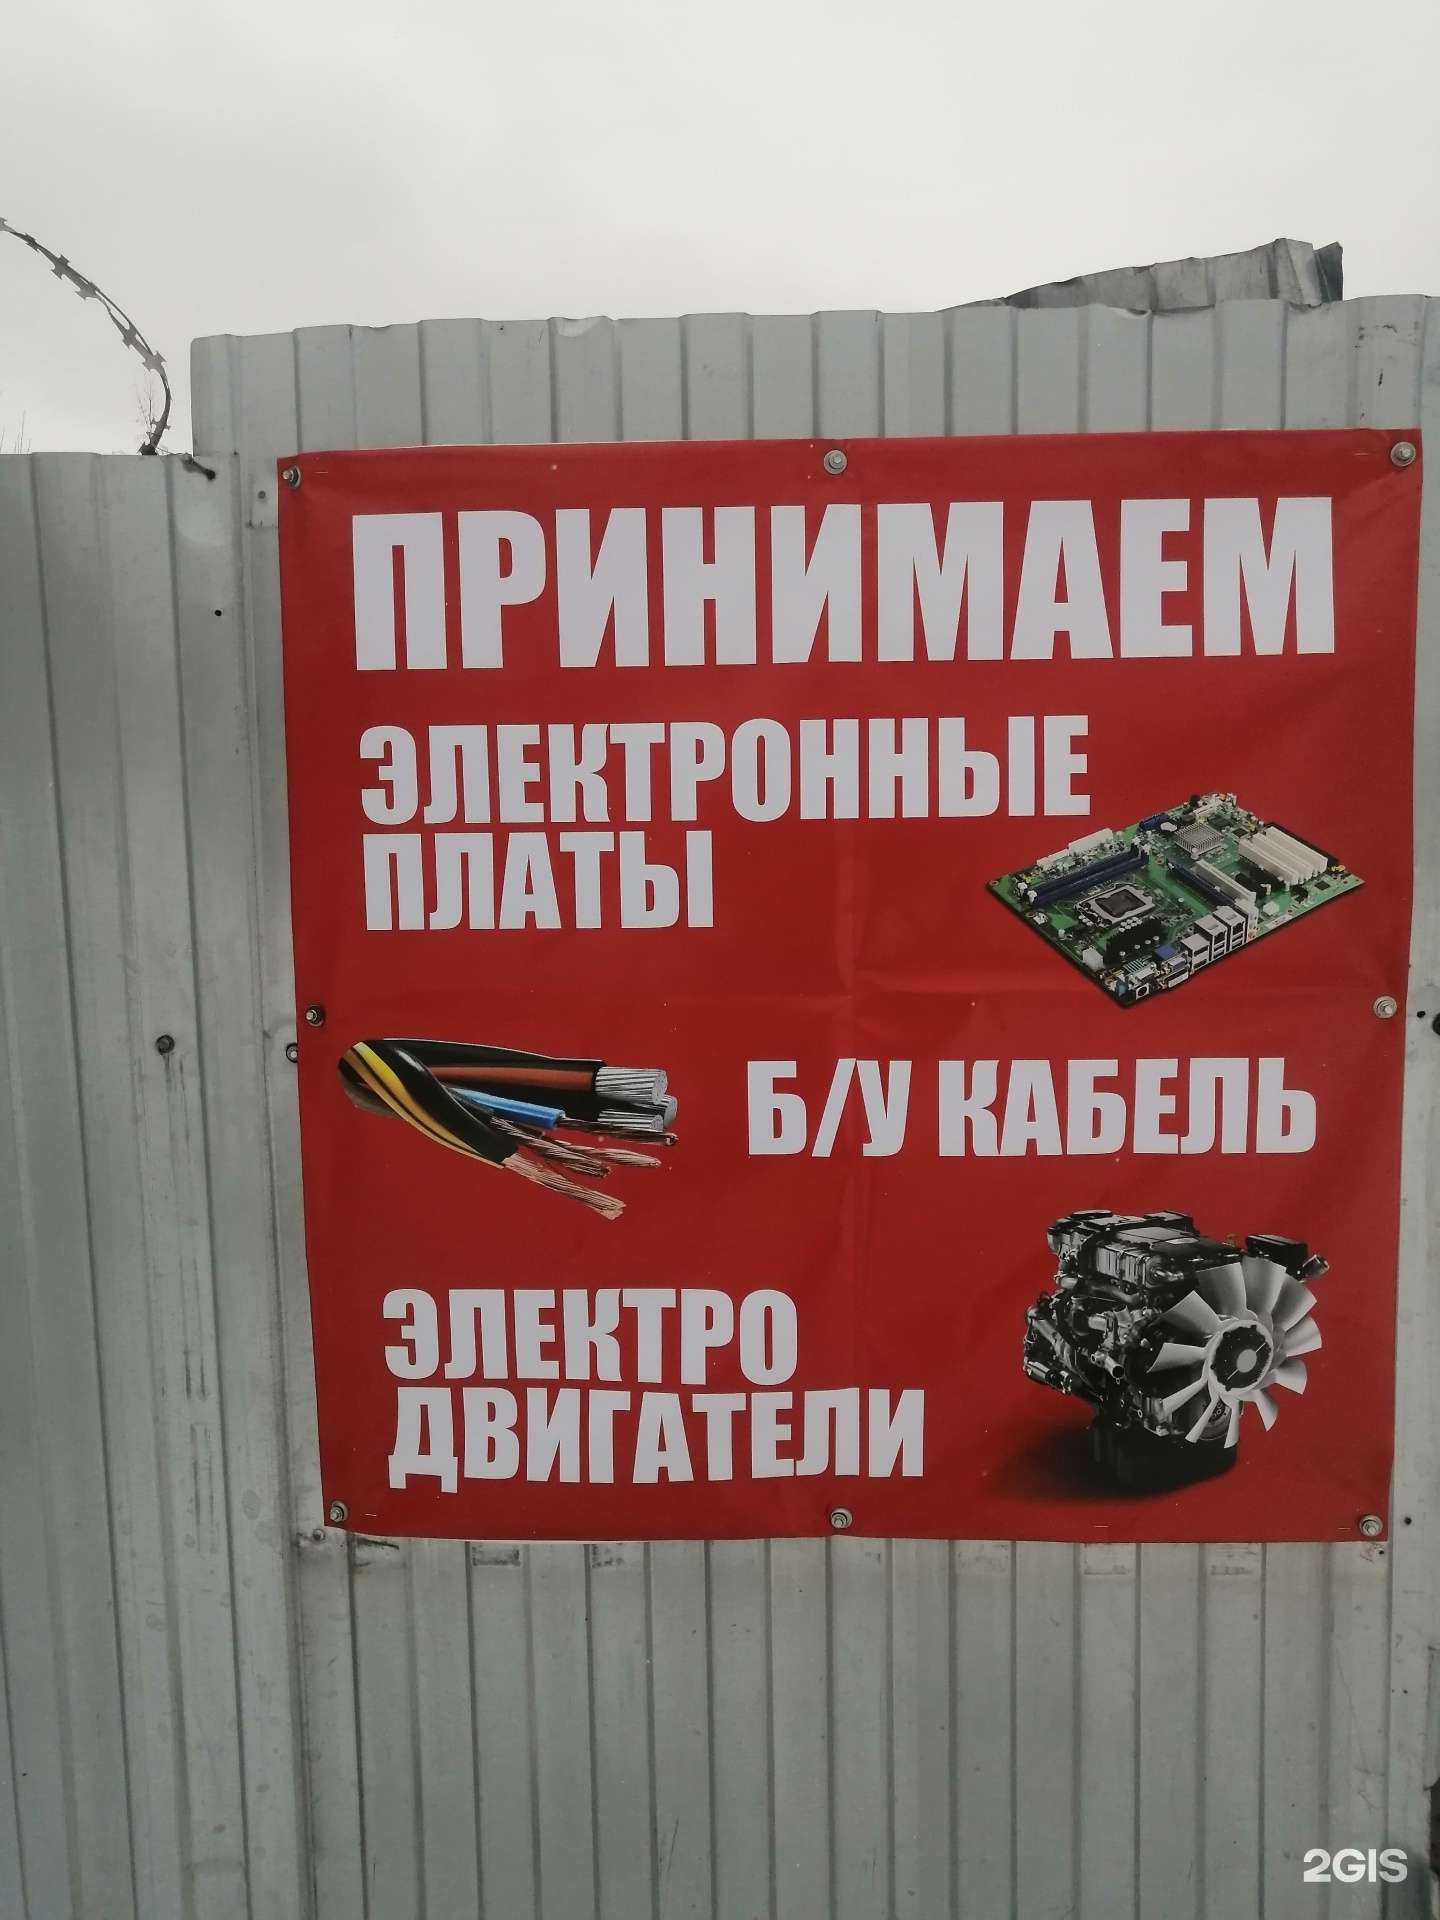 ПРИНИМАЕМ
ЭЛЕКТРОННЫЕ
ПЛАТЫ
Б/У КАБЕЛЬ
ЭЛЕКТРО
ДВИГАТЕЛИ
2GIS